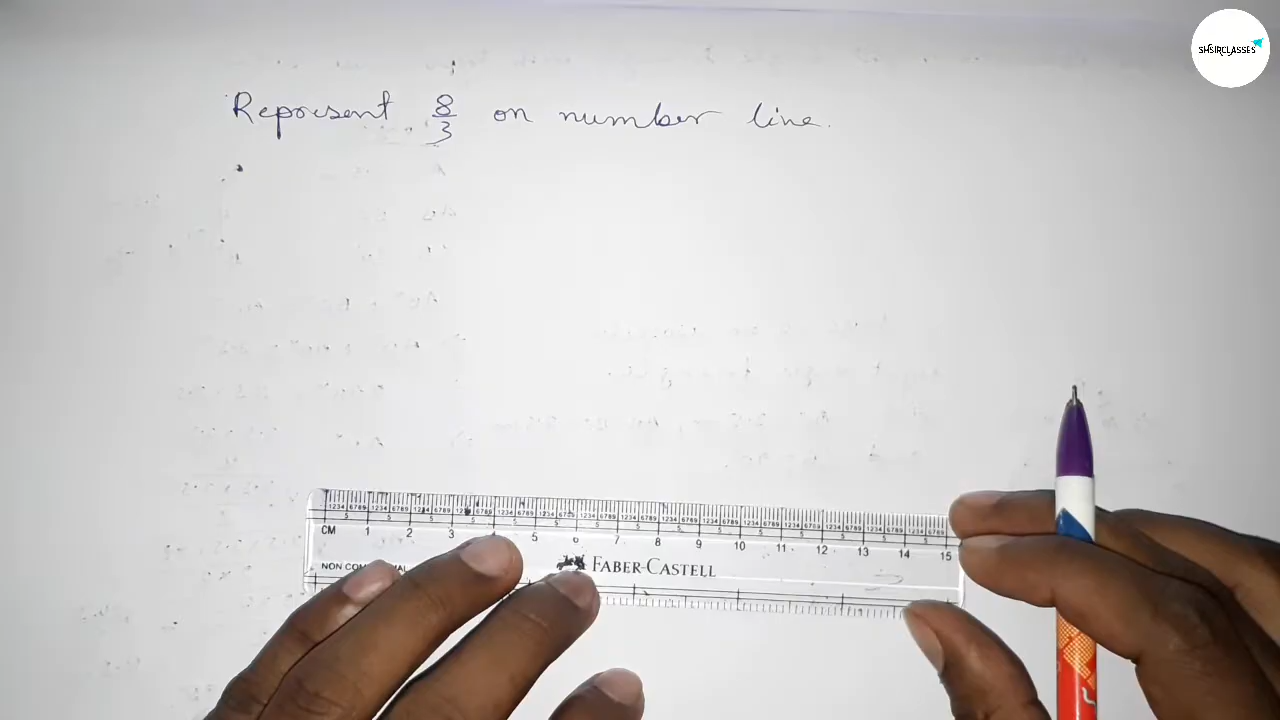 SHSIRCLASSES
Represent 8/3 on number line.
CM 1 2 3 5 6 7 8 9 10 11 12 13 14 15
FABER-CASTELL